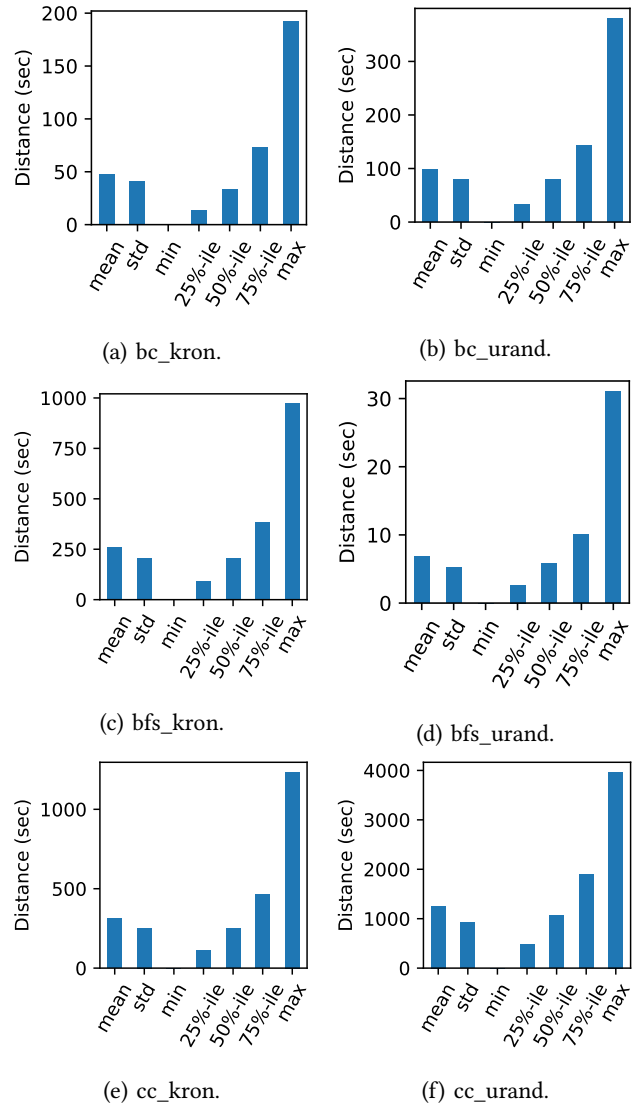 200
150
100
50
0
Distance (sec)
mean
std
min
25%-ile
50%-ile
75%-ile
max
(a) bc_kron.
300
200
100
0
Distance (sec)
mean
std
min
25%-ile
50%-ile
75%-ile
max
(b) bc_urand.
1000
750
500
250
0
Distance (sec)
mean
std
min
25%-ile
50%-ile
75%-ile
max
(c) bfs_kron.
30
20
10
0
Distance (sec)
mean
std
min
25%-ile
50%-ile
75%-ile
max
(d) bfs_urand.
1000
500
0
Distance (sec)
mean
std
min
25%-ile
50%-ile
75%-ile
max
(e) cc_kron.
4000
3000
2000
1000
0
Distance (sec)
mean
std
min
25%-ile
50%-ile
75%-ile
max
(f) cc_urand.